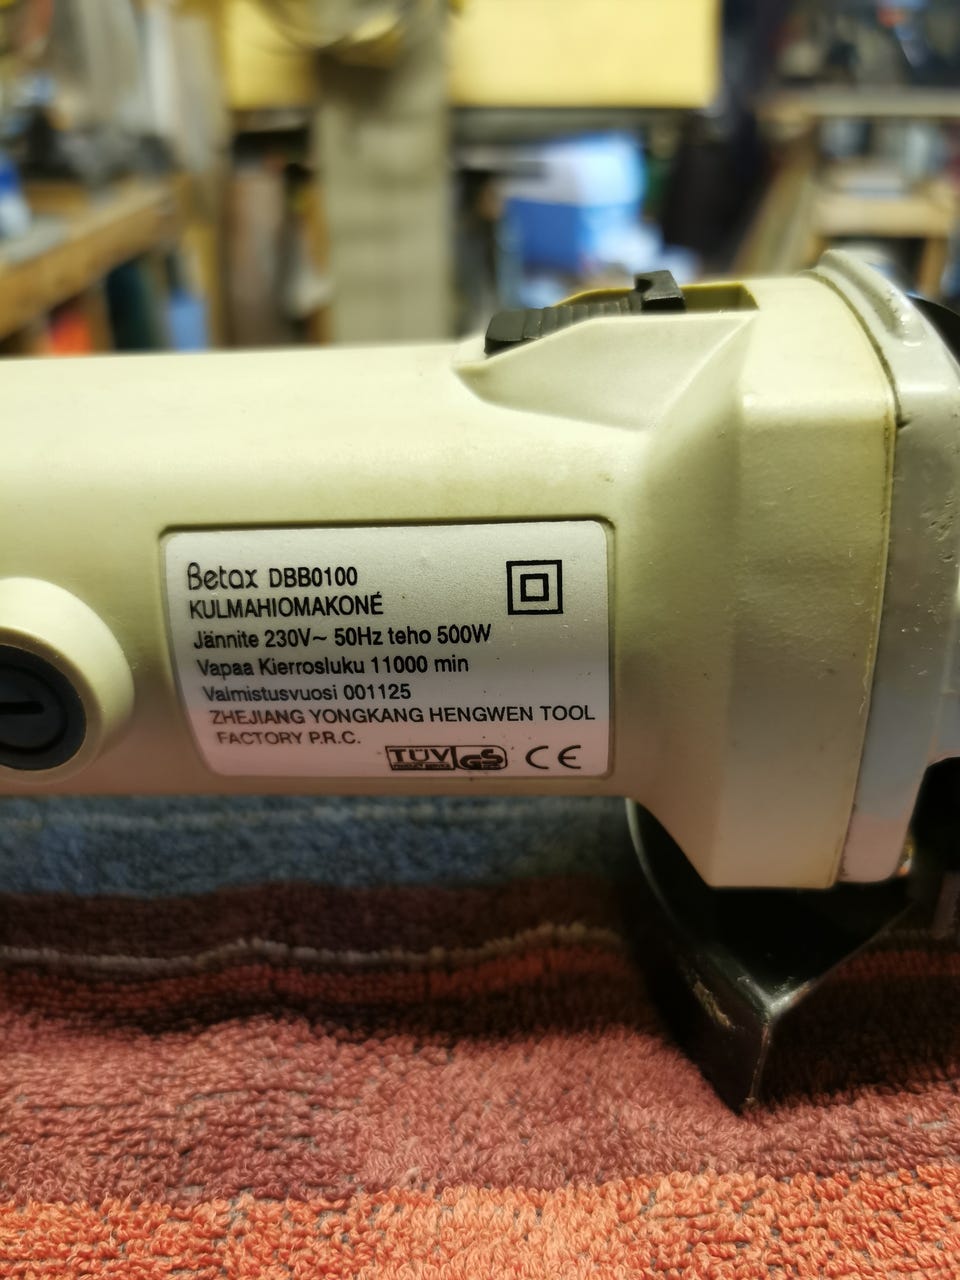 Betax DBB0100
KULMAHIOMAKONÉ
Jännite 230V~ 50Hz teho 500W
Vapaa Kierrosluku 11000 min
Valmistusvuosi 001125
ZHEJIANG YONGKANG HENGWEN TOOL
FACTORY P.R.C.
TÜV GS CE